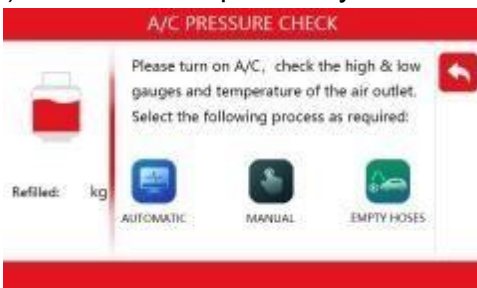 A/C PRESSURE CHECK
Please turn on A/C, check the high & low
gauges and temperature of the air outlet.
Select the following process as required:
Refilled: kg
AUTOMATIC MANUAL EMPTY HOSES